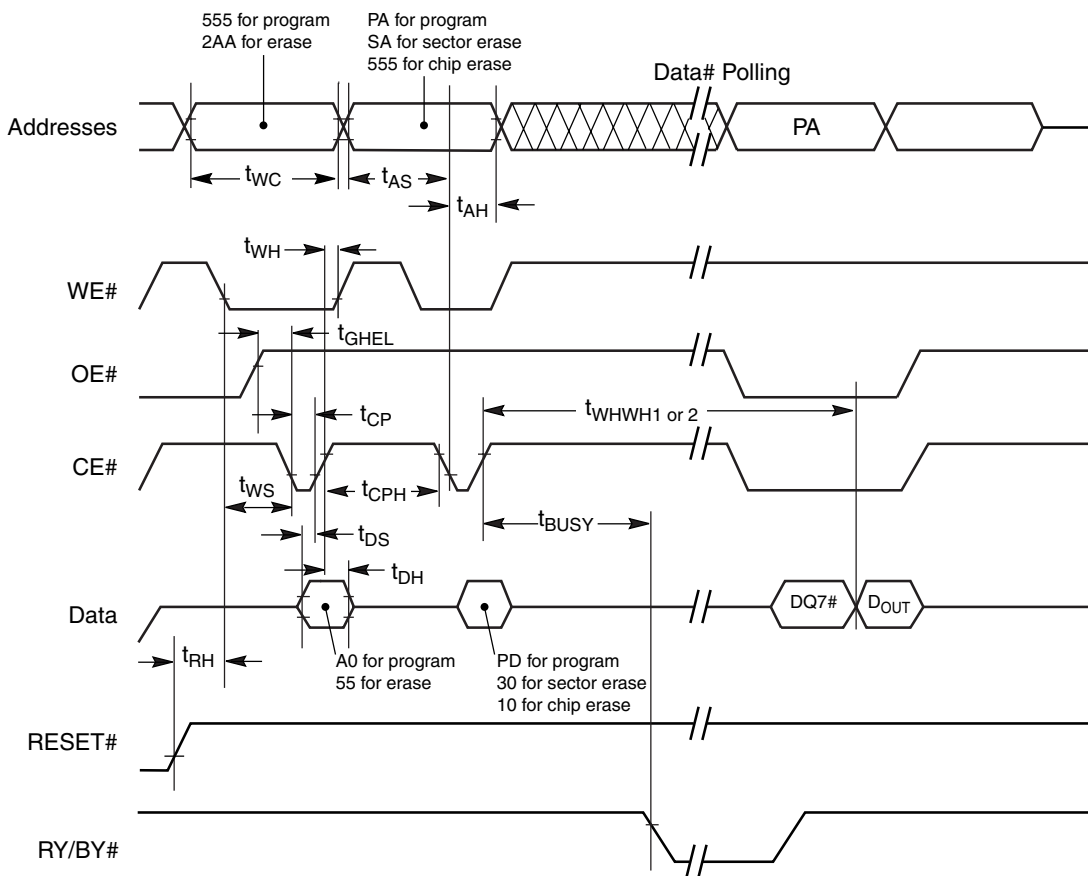 555 for program
2AA for erase
PA for program
SA for sector erase
555 for chip erase
Data# Polling
Addresses
PA
tWC
tAS
tAH
tWH
WE#
tGHEL
OE#
tWHWH1 or 2
tCP
CE#
tWS
tCPH
tBUSY
tDS
tDH
Data
DQ7#
DOUT
tRH
A0 for program
55 for erase
PD for program
30 for sector erase
10 for chip erase
RESET#
RY/BY#